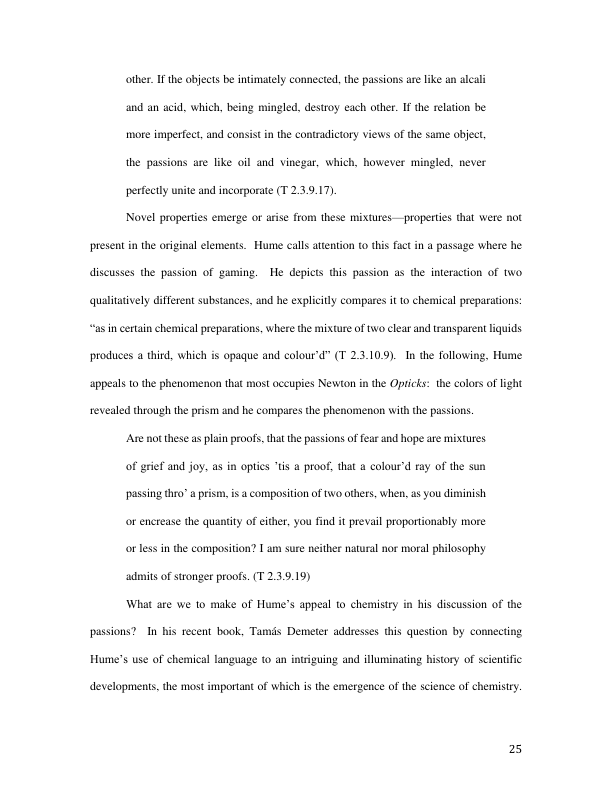 other. If the objects be intimately connected, the passions are like an alcali
and an acid, which, being mingled, destroy each other. If the relation be
more imperfect, and consist in the contradictory views of the same object,
the passions are like oil and vinegar, which, however mingled, never
perfectly unite and incorporate (T 2.3.9.17).
Novel properties emerge or arise from these mixtures—properties that were not
present in the original elements.  Hume calls attention to this fact in a passage where he
discusses the passion of gaming.  He depicts this passion as the interaction of two
qualitatively different substances, and he explicitly compares it to chemical preparations:
“as in certain chemical preparations, where the mixture of two clear and transparent liquids
produces a third, which is opaque and colour’d” (T 2.3.10.9).  In the following, Hume
appeals to the phenomenon that most occupies Newton in the Opticks:  the colors of light
revealed through the prism and he compares the phenomenon with the passions.
Are not these as plain proofs, that the passions of fear and hope are mixtures
of grief and joy, as in optics ’tis a proof, that a colour’d ray of the sun
passing thro’ a prism, is a composition of two others, when, as you diminish
or encrease the quantity of either, you find it prevail proportionably more
or less in the composition? I am sure neither natural nor moral philosophy
admits of stronger proofs. (T 2.3.9.19)
What are we to make of Hume’s appeal to chemistry in his discussion of the
passions?  In his recent book, Tamás Demeter addresses this question by connecting
Hume’s use of chemical language to an intriguing and illuminating history of scientific
developments, the most important of which is the emergence of the science of chemistry.
25